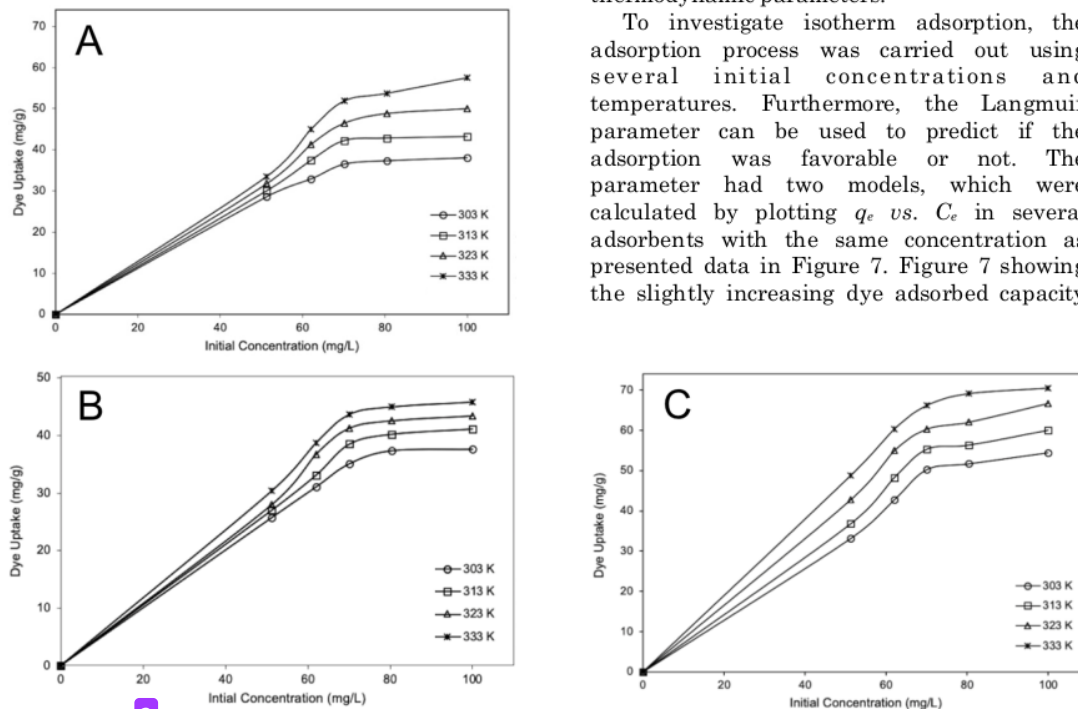 A
Dye Uptake (mg/g)
70
60
50
40
30
20
10
0
303 K
313 K
323 K
333 K
0 20 40 60 80 100
Initial Concentration (mg/L)
thermodynamic parameters.
To investigate isotherm adsorption, the
adsorption process was carried out using
several initial concentrations and
temperatures. Furthermore, the Langmui
parameter can be used to predict if the
adsorption was favorable or not. The
parameter had two models, which were
calculated by plotting qe vs. Ce in severa
adsorbents with the same concentration as
presented data in Figure 7. Figure 7 showing
the slightly increasing dye adsorbed capacity
B
Dye Uptake (mg/g)
50
40
30
20
10
0
303 K
313 K
323 K
333 K
0 20 40 60 80 100
Intial Concentration (mg/L)
C
Dye Uptake (mg/g)
70
60
50
40
30
20
10
0
303 K
313 K
323 K
333 K
0 20 40 60 80 100
Initial Concentration (mg/L)